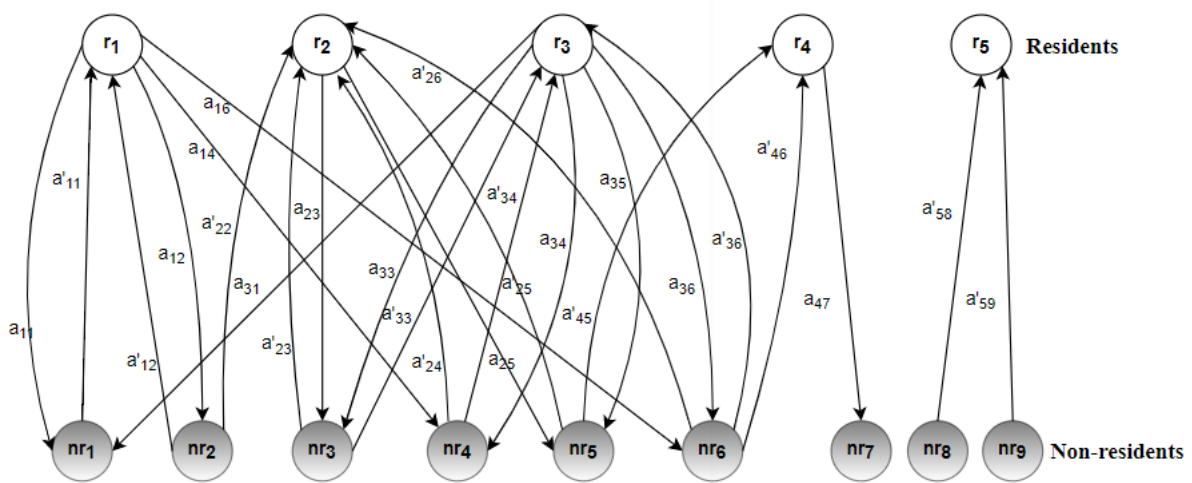 r1 r2 r3 r4 r5 Residents
a'26
a16
a14 a'46
a'11 a35
a'34
a23 a'58
a'22
a12 a34 a'36
a33
a31 a'25 a36 a47 a'59
a'33 a'45
a11
a'23
a'12 a'24 a25
nr1 nr2 nr3 nr4 nr5 nr6 nr7 nr8 nr9 Non-residents